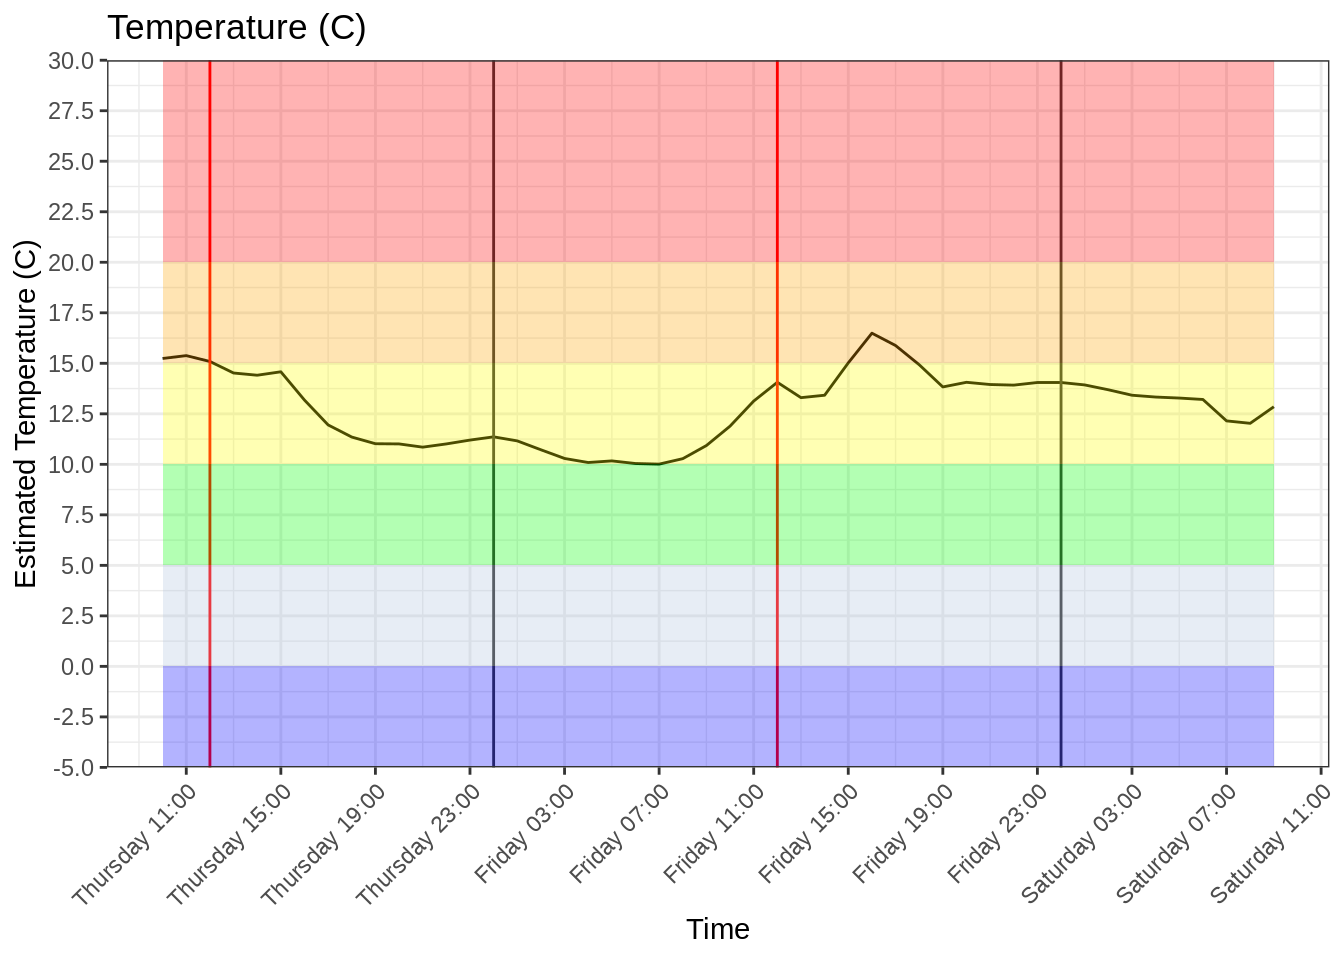 Temperature (C)
Estimated Temperature (C)
30.0
27.5
25.0
22.5
20.0
17.5
15.0
12.5
10.0
7.5
5.0
2.5
0.0
-2.5
-5.0
Thursday 11:00
Thursday 15:00
Thursday 19:00
Thursday 23:00
Friday 03:00
Friday 07:00
Friday 11:00
Friday 15:00
Friday 19:00
Friday 23:00
Saturday 03:00
Saturday 07:00
Saturday 11:00
Time